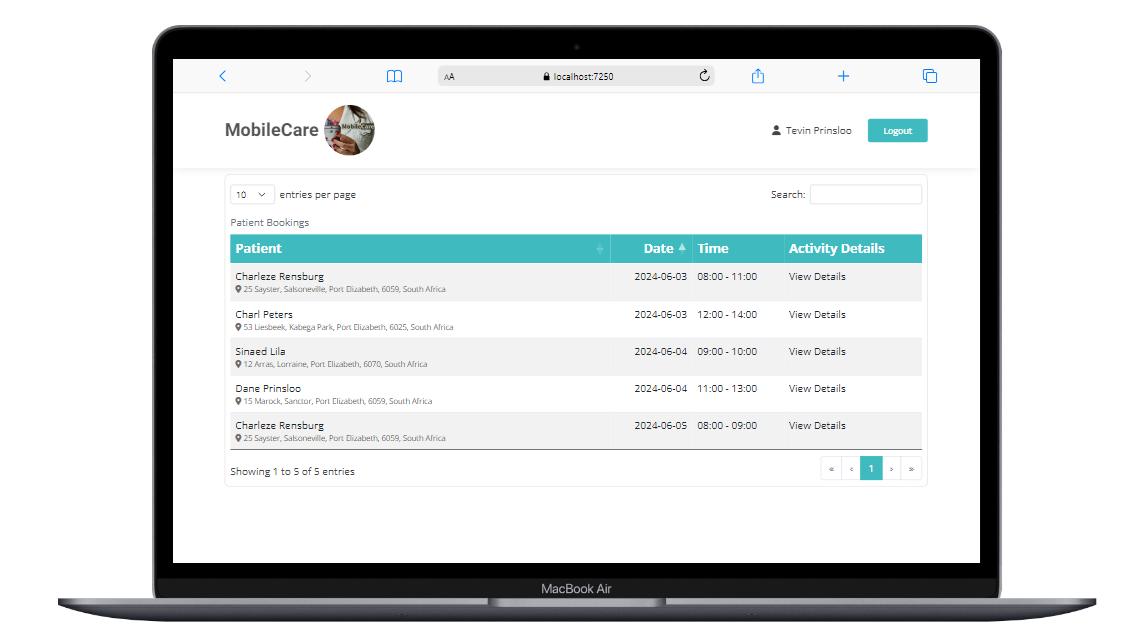 AA localhost:7250
MobileCare MobileCare Tevin Prinsloo Logout
10 entries per page Search:
Patient Bookings
Patient Date Time Activity Details
Charleze Rensburg 2024-06-03 08:00 - 11:00 View Details
25 Sayster, Salsoneville, Port Elizabeth, 6059, South Africa
Charl Peters 2024-06-03 12:00 - 14:00 View Details
53 Liesbeek, Kabega Park, Port Elizabeth, 6025, South Africa
Sinaed Lila 2024-06-04 09:00 - 10:00 View Details
12 Arras, Lorraine, Port Elizabeth, 6070, South Africa
Dane Prinsloo 2024-06-04 11:00 - 13:00 View Details
15 Marock, Sanctor, Port Elizabeth, 6059, South Africa
Charleze Rensburg 2024-06-05 08:00 - 09:00 View Details
25 Sayster, Salsoneville, Port Elizabeth, 6059, South Africa
Showing 1 to 5 of 5 entries « ‹ 1 › »
MacBook Air